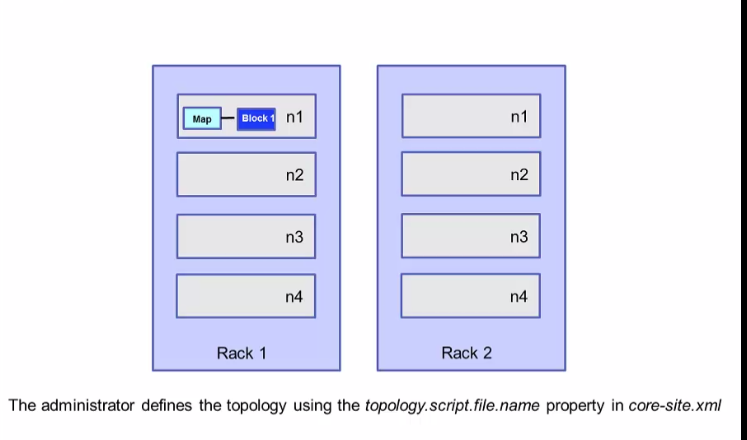 Map Block 1 n1 n1
n2 n2
n3 n3
n4 n4
Rack 1 Rack 2
The administrator defines the topology using the topology.script.file.name property in core-site.xml